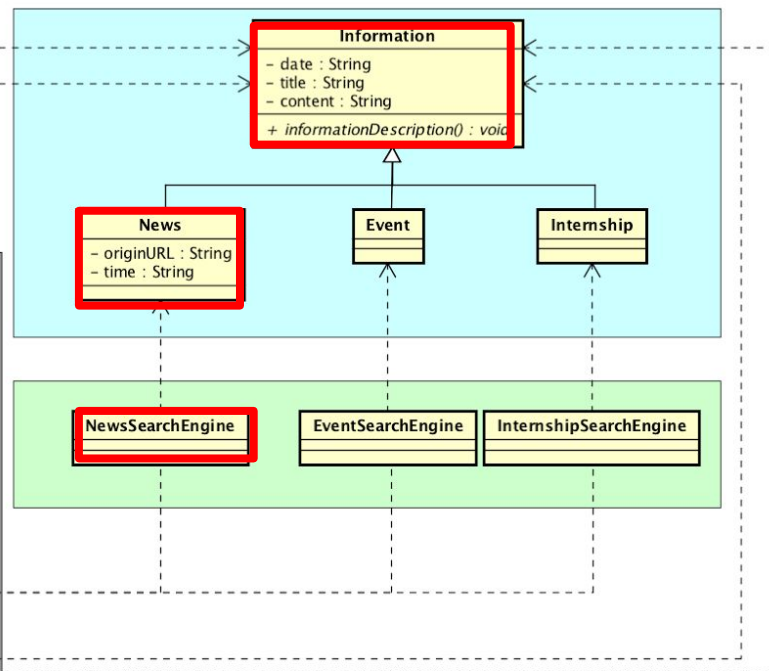 Information
- date : String
- title : String
- content : String
+ informationDescription() : void
News
- originURL : String
- time : String
Event
Internship
NewsSearchEngine
EventSearchEngine
InternshipSearchEngine